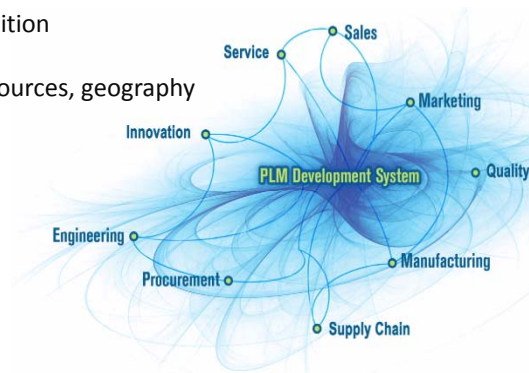 ition
Sales
Service
ources, geography
Marketing
Innovation
PLM Development System
Quality
Engineering
Manufacturing
Procurement
Supply Chain